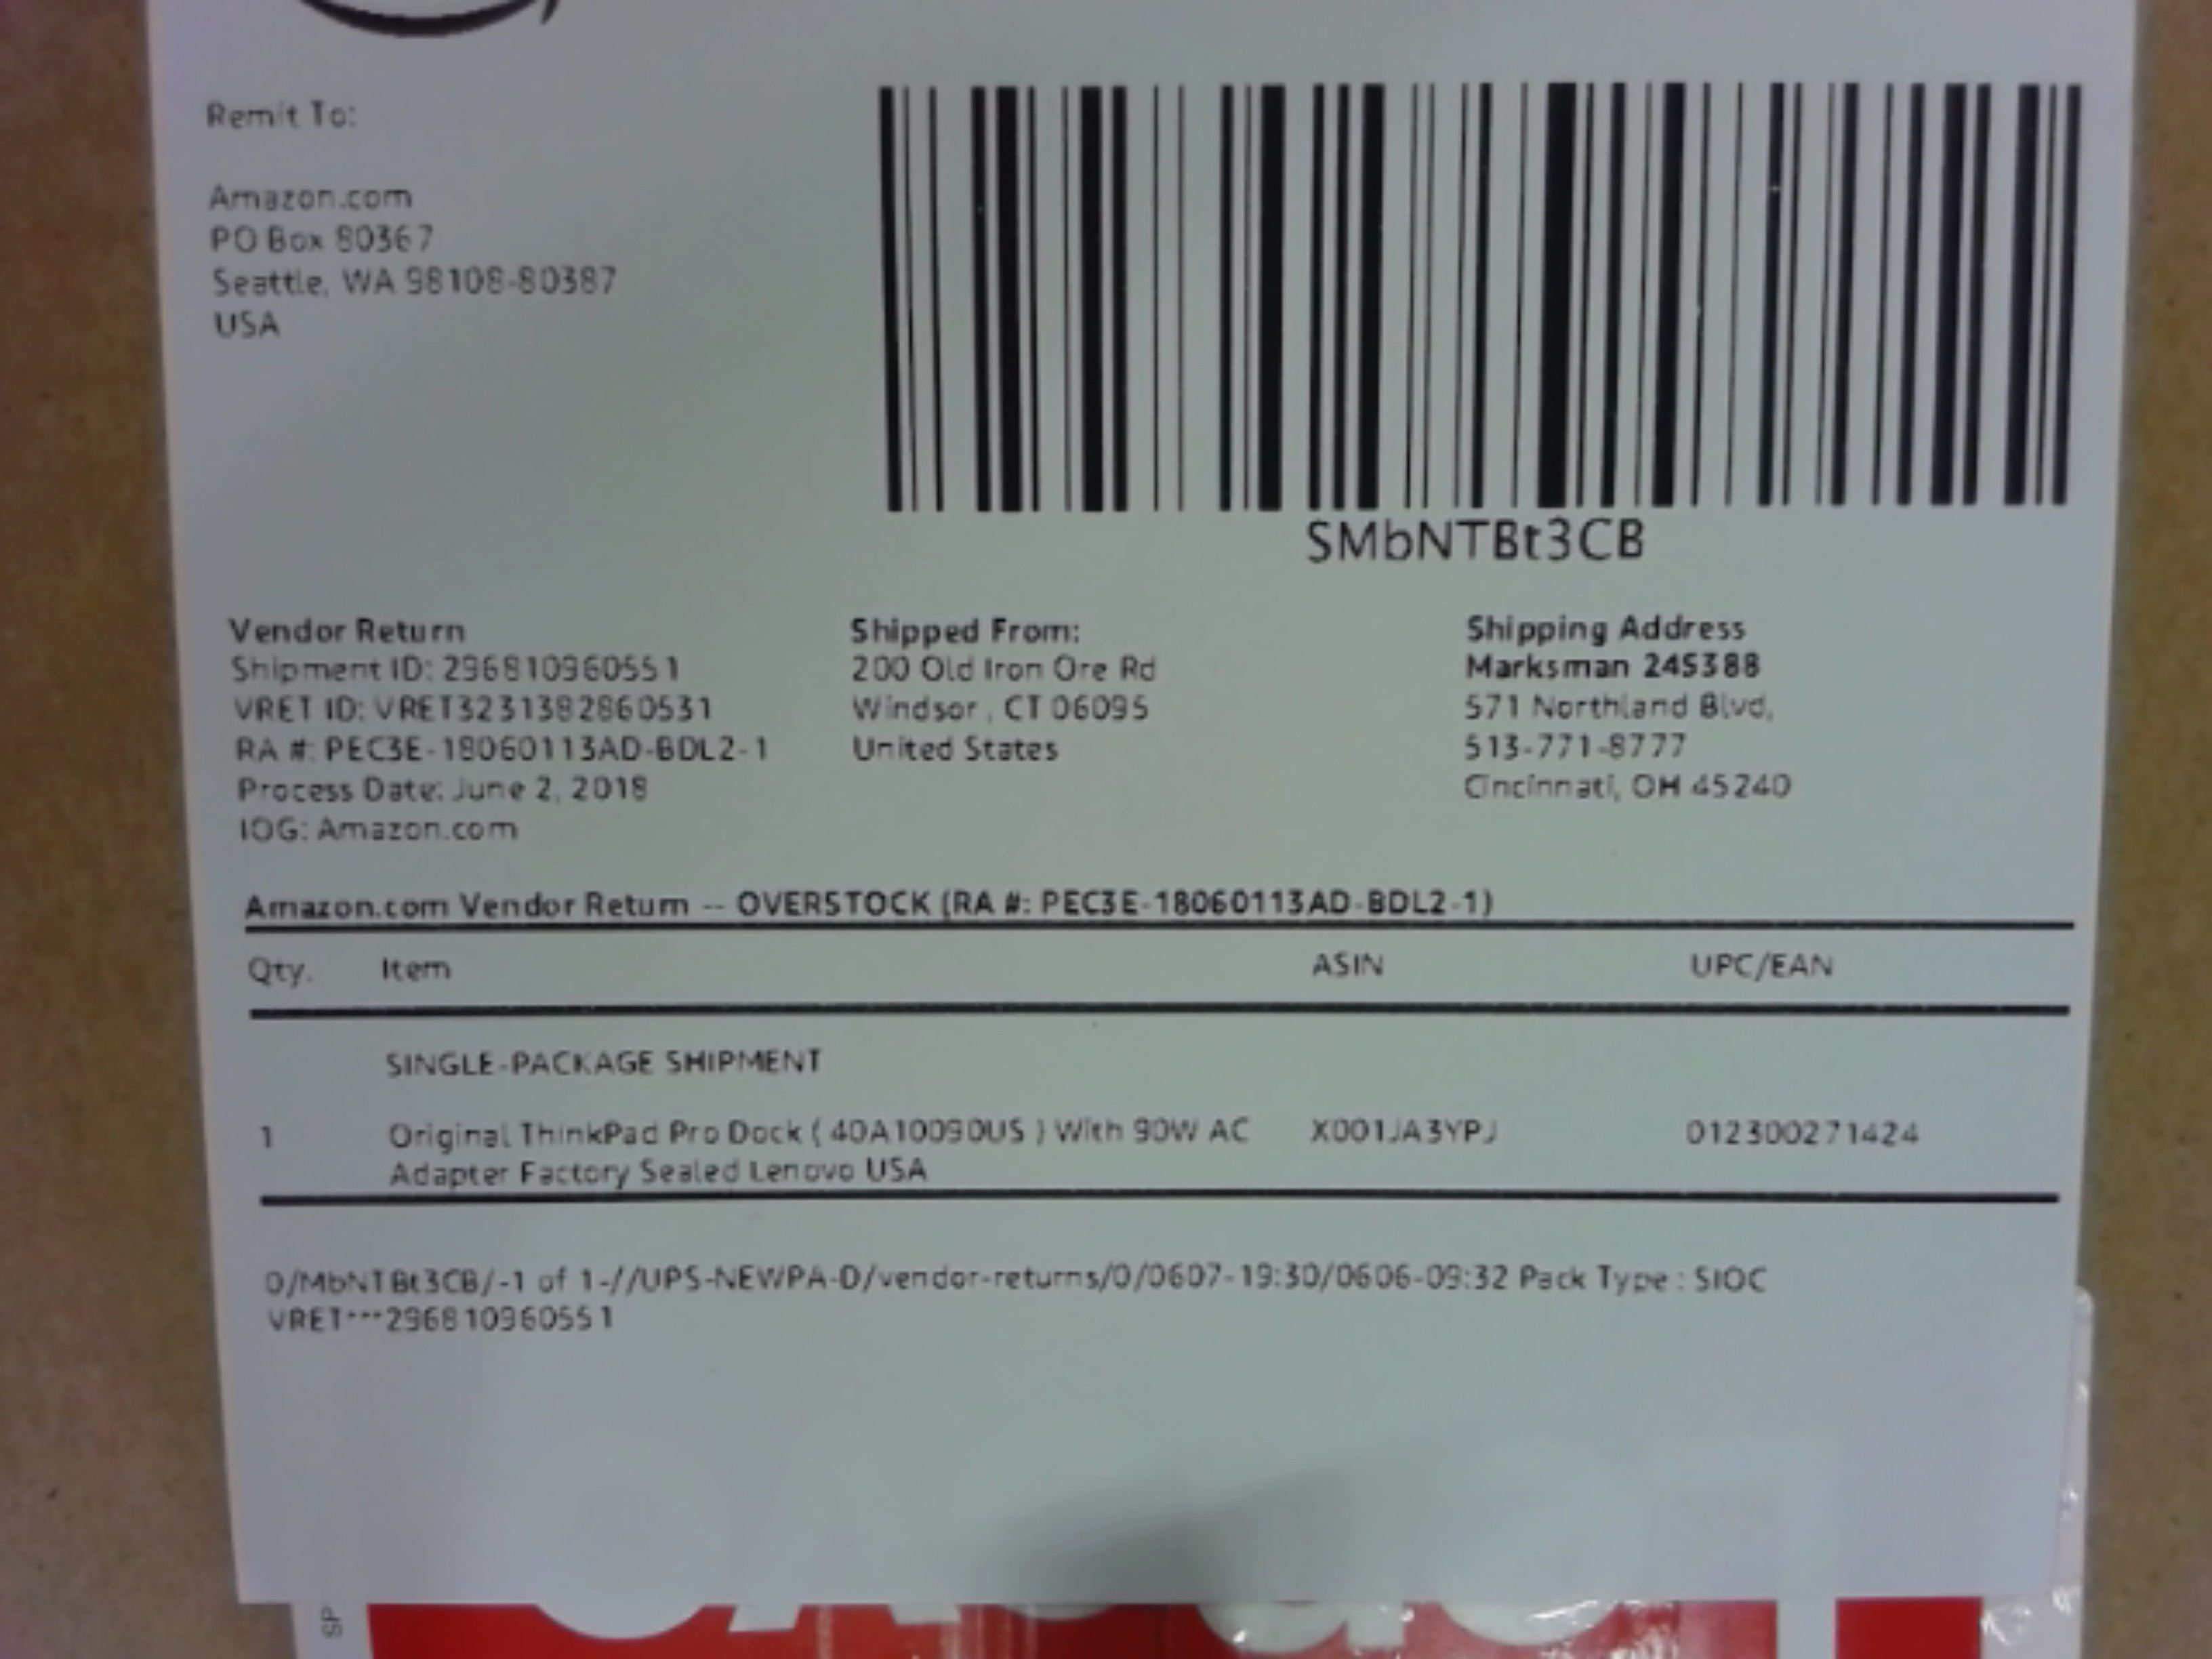 Remit To:
Amazon.com
PO Box 80367
Seattle, WA 98108-80387
USA
SMbNTBt3CB
Vendor Return
Shipment ID: 296810960551
VRET ID: VRET3231382860531
RA #: PEC3E-18060113AD-BDL2-1
Process Date: June 2, 2018
IOG: Amazon.com
Shipped From:
200 Old Iron Ore Rd
Windsor , CT 06095
United States
Shipping Address
Marksman 245388
571 Northland Blvd,
513-771-8777
Cincinnati, OH 45240
Amazon.com Vendor Return -- OVERSTOCK (RA #: PEC3E-18060113AD-BDL2-1)
Qty. Item ASIN UPC/EAN
SINGLE-PACKAGE SHIPMENT
1 Original ThinkPad Pro Dock ( 40A10090US ) With 90W AC X001JA3YPJ 012300271424
Adapter Factory Sealed Lenovo USA
0/MbNTBt3CB/-1 of 1-//UPS-NEWPA-D/vendor-returns/0/0607-19:30/0606-09:32 Pack Type : SIOC
VRET***296810960551
SP